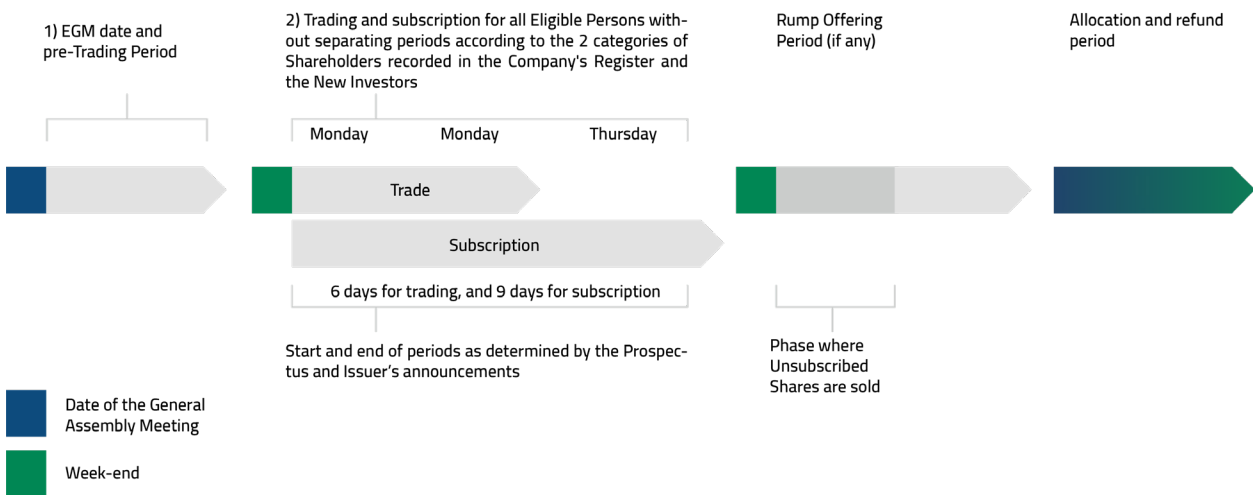 1) EGM date and
pre-Trading Period
2) Trading and subscription for all Eligible Persons with-
out separating periods according to the 2 categories of
Shareholders recorded in the Company's Register and
the New Investors
Rump Offering
Period (if any)
Allocation and refund
period
Monday
Monday
Thursday
Trade
Subscription
6 days for trading, and 9 days for subscription
Start and end of periods as determined by the Prospec-
tus and Issuer’s announcements
Phase where
Unsubscribed
Shares are sold
Date of the General
Assembly Meeting
Week-end